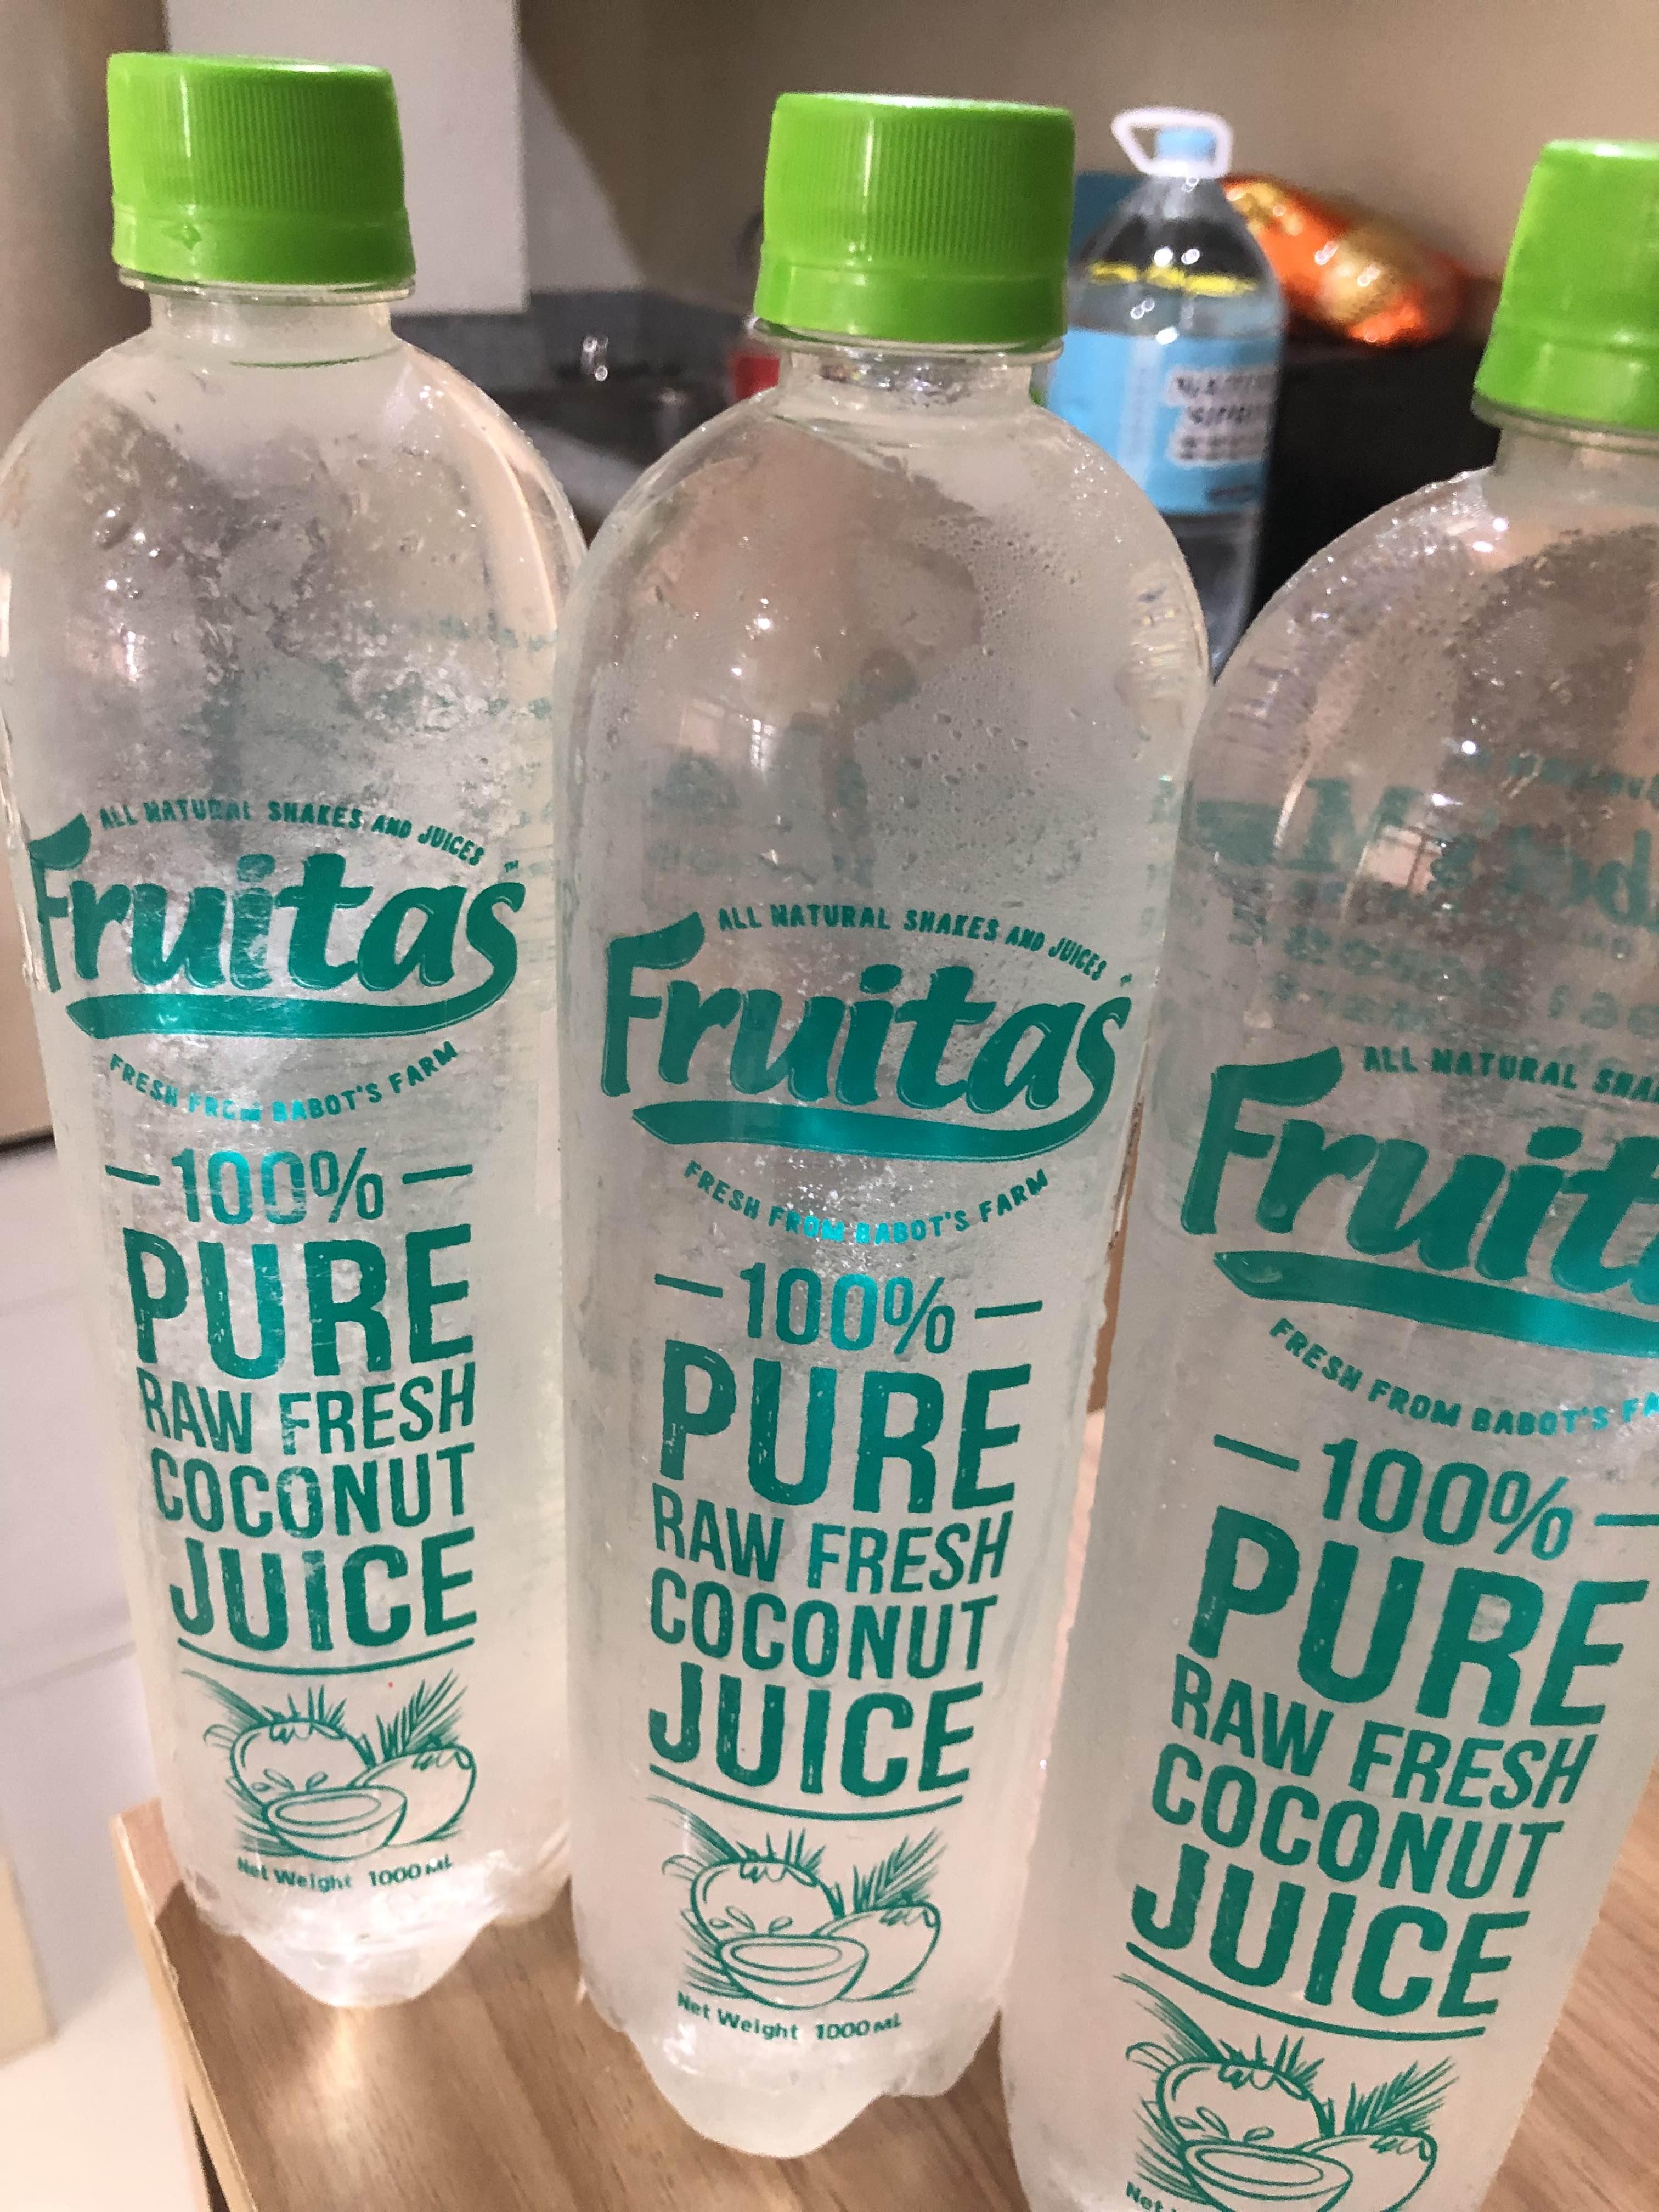 ALL NATURAL SHAKES AND JUICES
Fruitas™
FRESH FROM BABOT'S FARM
100%
PURE
RAW FRESH
COCONUT
JUICE
Net Weight 1000 ML
ALL NATURAL SHAKES AND JUICES
Fruitas
FRESH FROM BABOT'S FARM
100%
PURE
RAW FRESH
COCONUT
JUICE
Net Weight 1000 ML
ALL NATURAL
FRESH FROM BABOT'S
100%
PURE
RAW FRESH
COCONUT
JUICE
Net